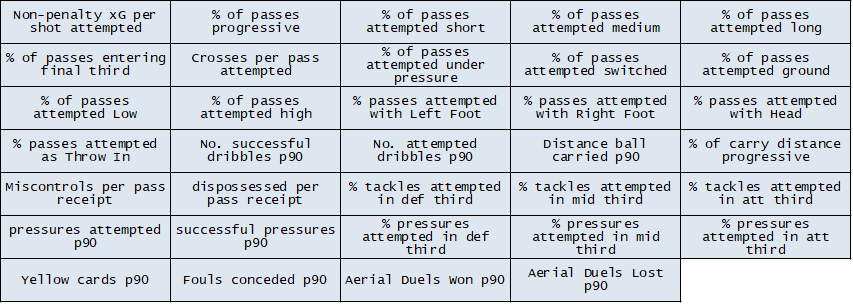 Non-penalty xG per
shot attempted
% of passes
progressive
% of passes
attempted short
% of passes
attempted medium
% of passes
attempted long
% of passes entering
final third
Crosses per pass
attempted
% of passes
attempted under
pressure
% of passes
attempted switched
% of passes
attempted ground
% of passes
attempted Low
% of passes
attempted high
% passes attempted
with Left Foot
% passes attempted
with Right Foot
% passes attempted
with Head
% passes attempted
as Throw In
No. successful
dribbles p90
No. attempted
dribbles p90
Distance ball
carried p90
% of carry distance
progressive
Miscontrols per pass
receipt
dispossessed per
pass receipt
% tackles attempted
in def third
% tackles attempted
in mid third
% tackles attempted
in att third
pressures attempted
p90
successful pressures
p90
% pressures
attempted in def
third
% pressures
attempted in mid
third
% pressures
attempted in att
third
Yellow cards p90
Fouls conceded p90
Aerial Duels Won p90
Aerial Duels Lost
p90